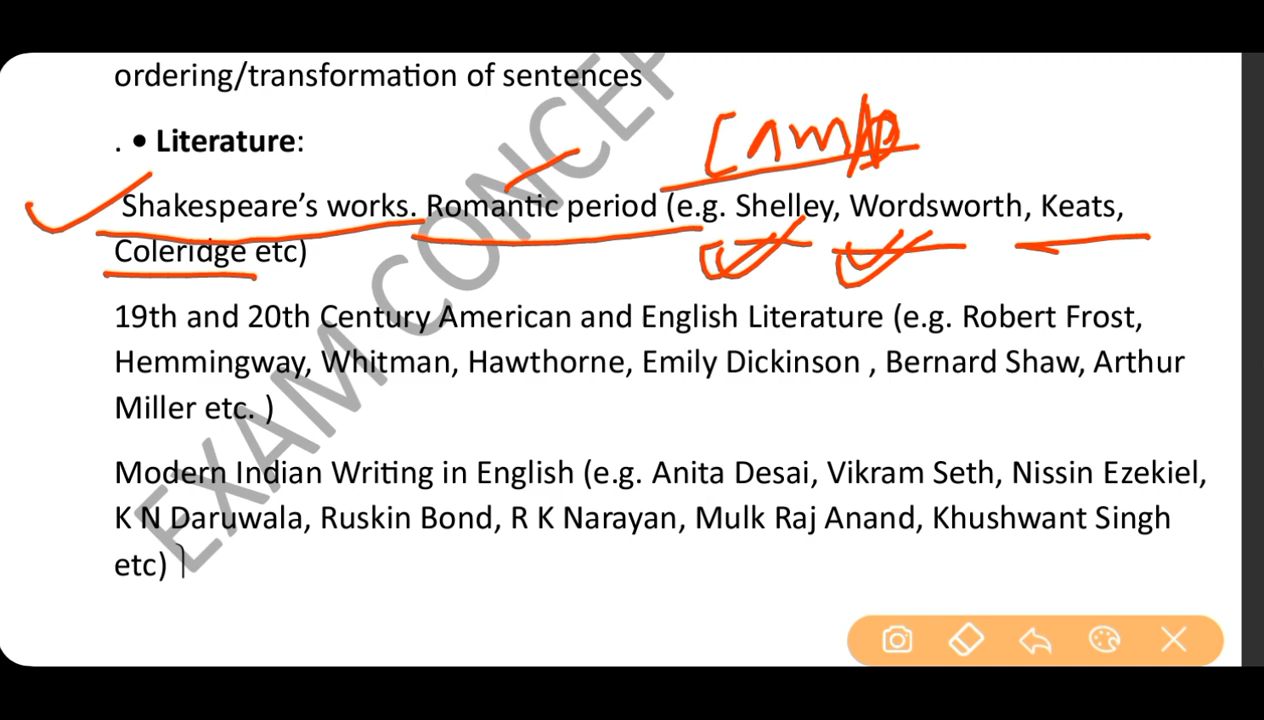 ordering/transformation of sentences
. • Literature:
Shakespeare’s works. Romantic period (e.g. Shelley, Wordsworth, Keats,
Coleridge etc)
19th and 20th Century American and English Literature (e.g. Robert Frost,
Hemmingway, Whitman, Hawthorne, Emily Dickinson , Bernard Shaw, Arthur
Miller etc. )
Modern Indian Writing in English (e.g. Anita Desai, Vikram Seth, Nissin Ezekiel,
K N Daruwala, Ruskin Bond, R K Narayan, Mulk Raj Anand, Khushwant Singh
etc)
EXAM CONCEP